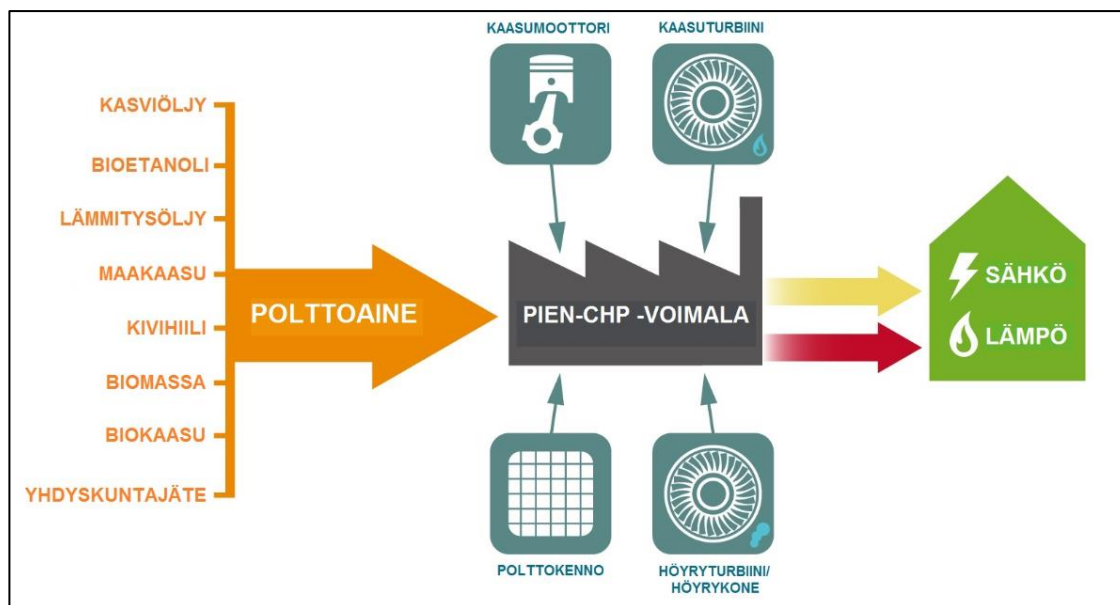 KAASUMOOTTORI
KAASUTURBIINI
KASVIÖLJY
BIOETANOLI
LÄMMITYSÖLJY
MAAKAASU
KIVIHIILI
BIOMASSA
BIOKAASU
YHDYSKUNTAJÄTE
POLTTOAINE
PIEN-CHP -VOIMALA
SÄHKÖ
LÄMPÖ
POLTTOKENNO
HÖYRYTURBIINI/
HÖYRYKONE